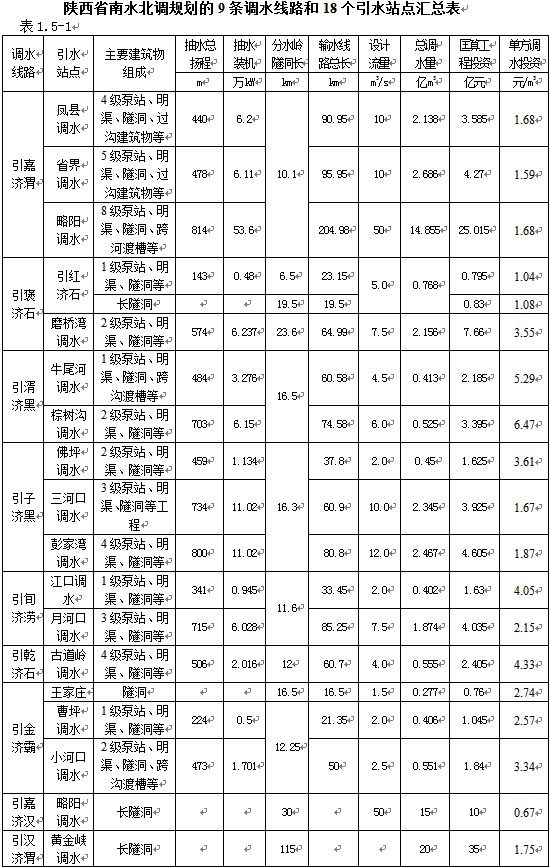 陕西省南水北调规划的9条调水线路和18个引水站点汇总表
表1.5-1
调水线路 引水站点 主要建筑物组成 抽水总扬程 抽水装机 分水岭隧洞长 输水线路总长 设计流量 总调水量 匡算工程投资 单方调水投资
m 万kW km km m³/s 亿m³ 亿元 元/m³
引嘉济渭 凤县调水 4级泵站、明渠、隧洞、过沟建筑物等 440 6.2 10.1 90.95 10 2.138 3.585 1.68
省界调水 5级泵站、明渠、隧洞、过沟建筑物等 478 6.11 95.95 10 2.686 4.27 1.59
略阳调水 8级泵站、明渠、隧洞、跨河渡槽等 814 53.6 204.98 50 14.855 25.015 1.68
引褒济石 引红济石 1级泵站、明渠、隧洞等 143 0.48 6.5 23.15 5.0 0.768 0.795 1.04
长隧洞 19.5 19.5 0.83 1.08
磨桥湾调水 2级泵站、明渠、隧洞等 574 6.237 23.6 64.99 7.5 2.156 7.66 3.55
引渭济黑 牛尾河调水 1级泵站、明渠、隧洞、跨沟渡槽等 484 3.276 16.5 60.58 4.5 0.413 2.185 5.29
棕树沟调水 2级泵站、明渠、隧洞等 703 6.15 74.58 6.0 0.525 3.395 6.47
引子济黑 佛坪调水 2级泵站、明渠、隧洞等 459 1.134 16.3 37.8 2.0 0.45 1.625 3.61
三河口调水 3级泵站、明渠、隧洞等工程 734 11.02 60.9 10.0 2.345 3.925 1.67
彭家湾调水 4级泵站、明渠、隧洞等 800 11.02 80.8 12.0 2.467 4.605 1.87
引旬济涝 江口调水 1级泵站、明渠、隧洞等 341 0.945 11.6 33.45 2.0 0.402 1.63 4.05
月河口调水 3级泵站、明渠、隧洞等 715 6.028 85.25 7.5 1.874 4.035 2.15
引乾济石 古道岭调水 4级泵站、明渠、隧洞等 506 2.016 12 60.7 4.0 0.555 2.405 4.33
引金济霸 王家庄 隧洞 16.5 16.5 1.5 0.277 0.76 2.74
曹坪调水 1级泵站、明渠、隧洞等 224 0.5 12.25 21.35 2.0 0.406 1.045 2.57
小河口调水 2级泵站、明渠、隧洞、跨沟渡槽等 473 1.701 50 2.5 0.551 1.84 3.34
引嘉济汉 略阳调水 长隧洞 30 50 15 10 0.67
引汉济渭 黄金峡调水 长隧洞 115 20 35 1.75